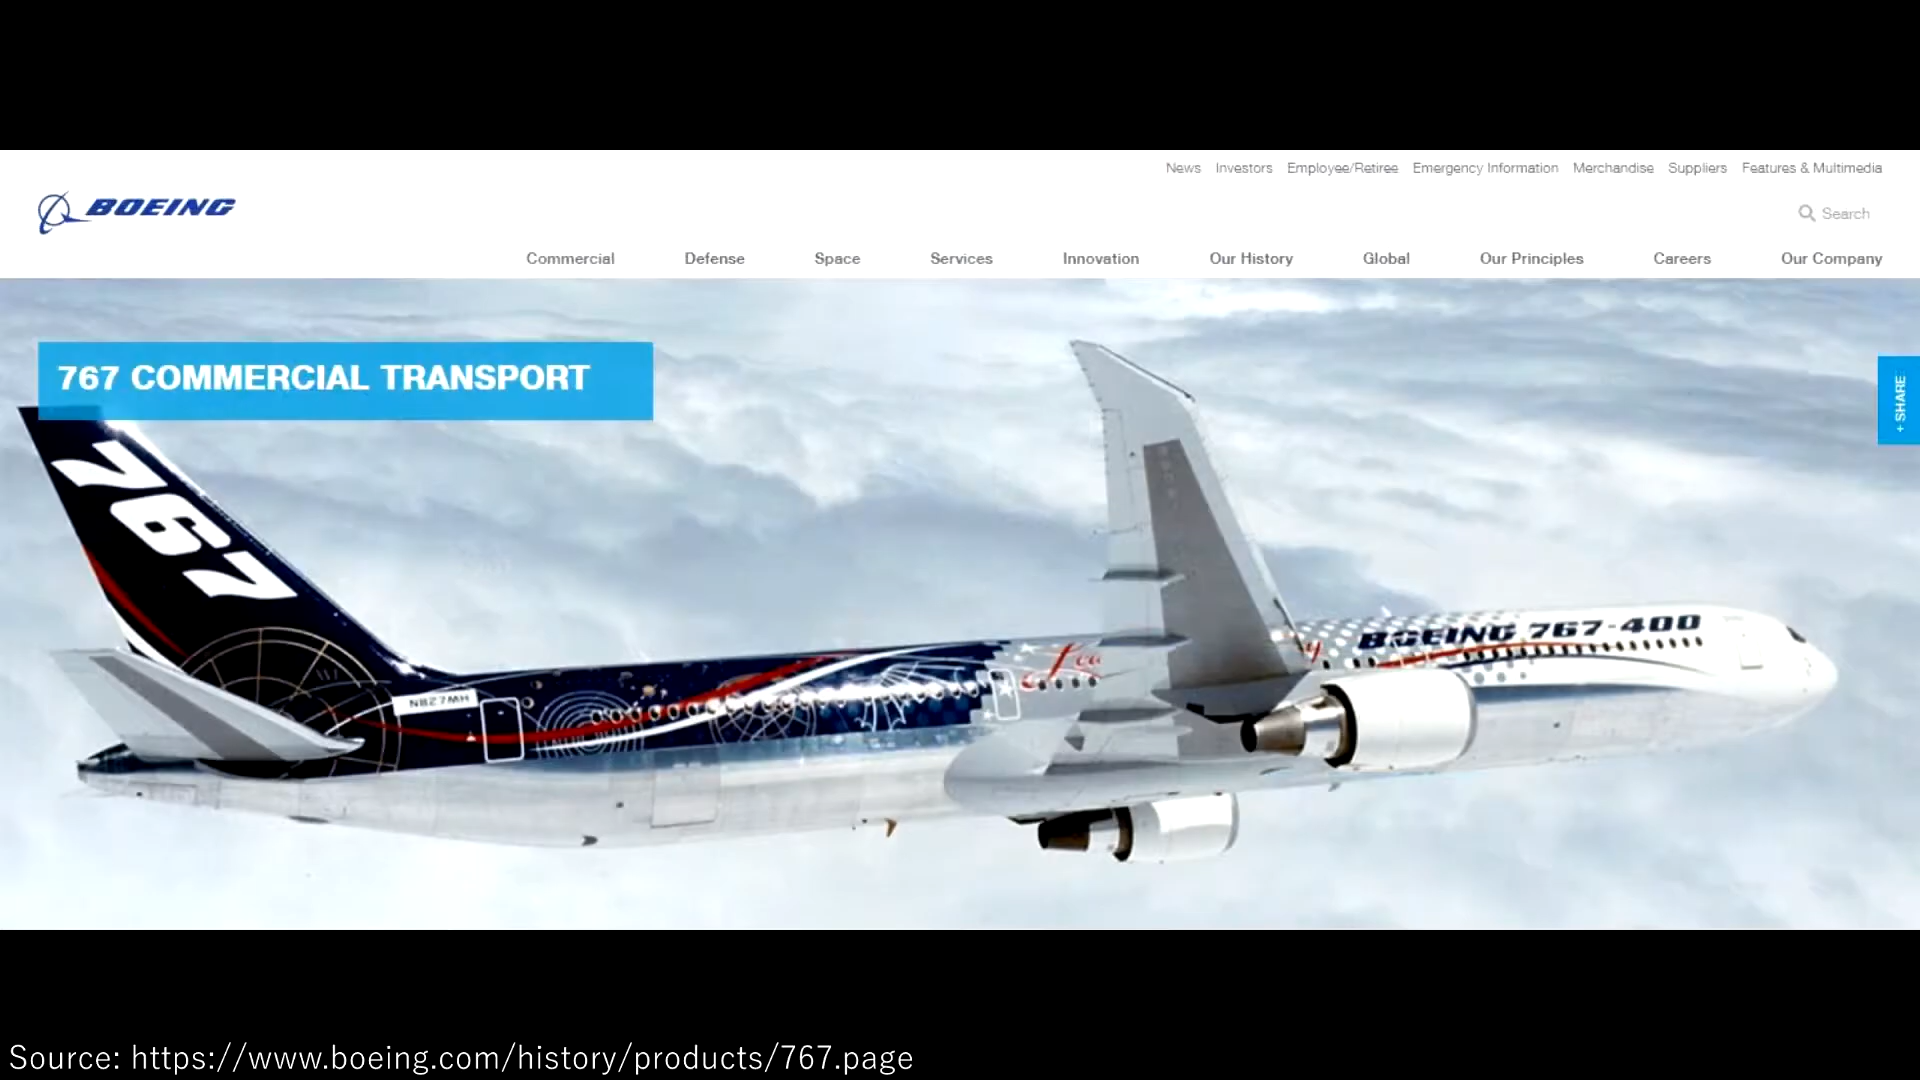 News Investors Employee/Retiree Emergency Information Merchandise Suppliers Features & Multimedia
BOEING
Search
Commercial Defense Space Services Innovation Our History Global Our Principles Careers Our Company
767 COMMERCIAL TRANSPORT
+ SHARE
767
BOEING 767-400
N827MH
Source: https://www.boeing.com/history/products/767.page